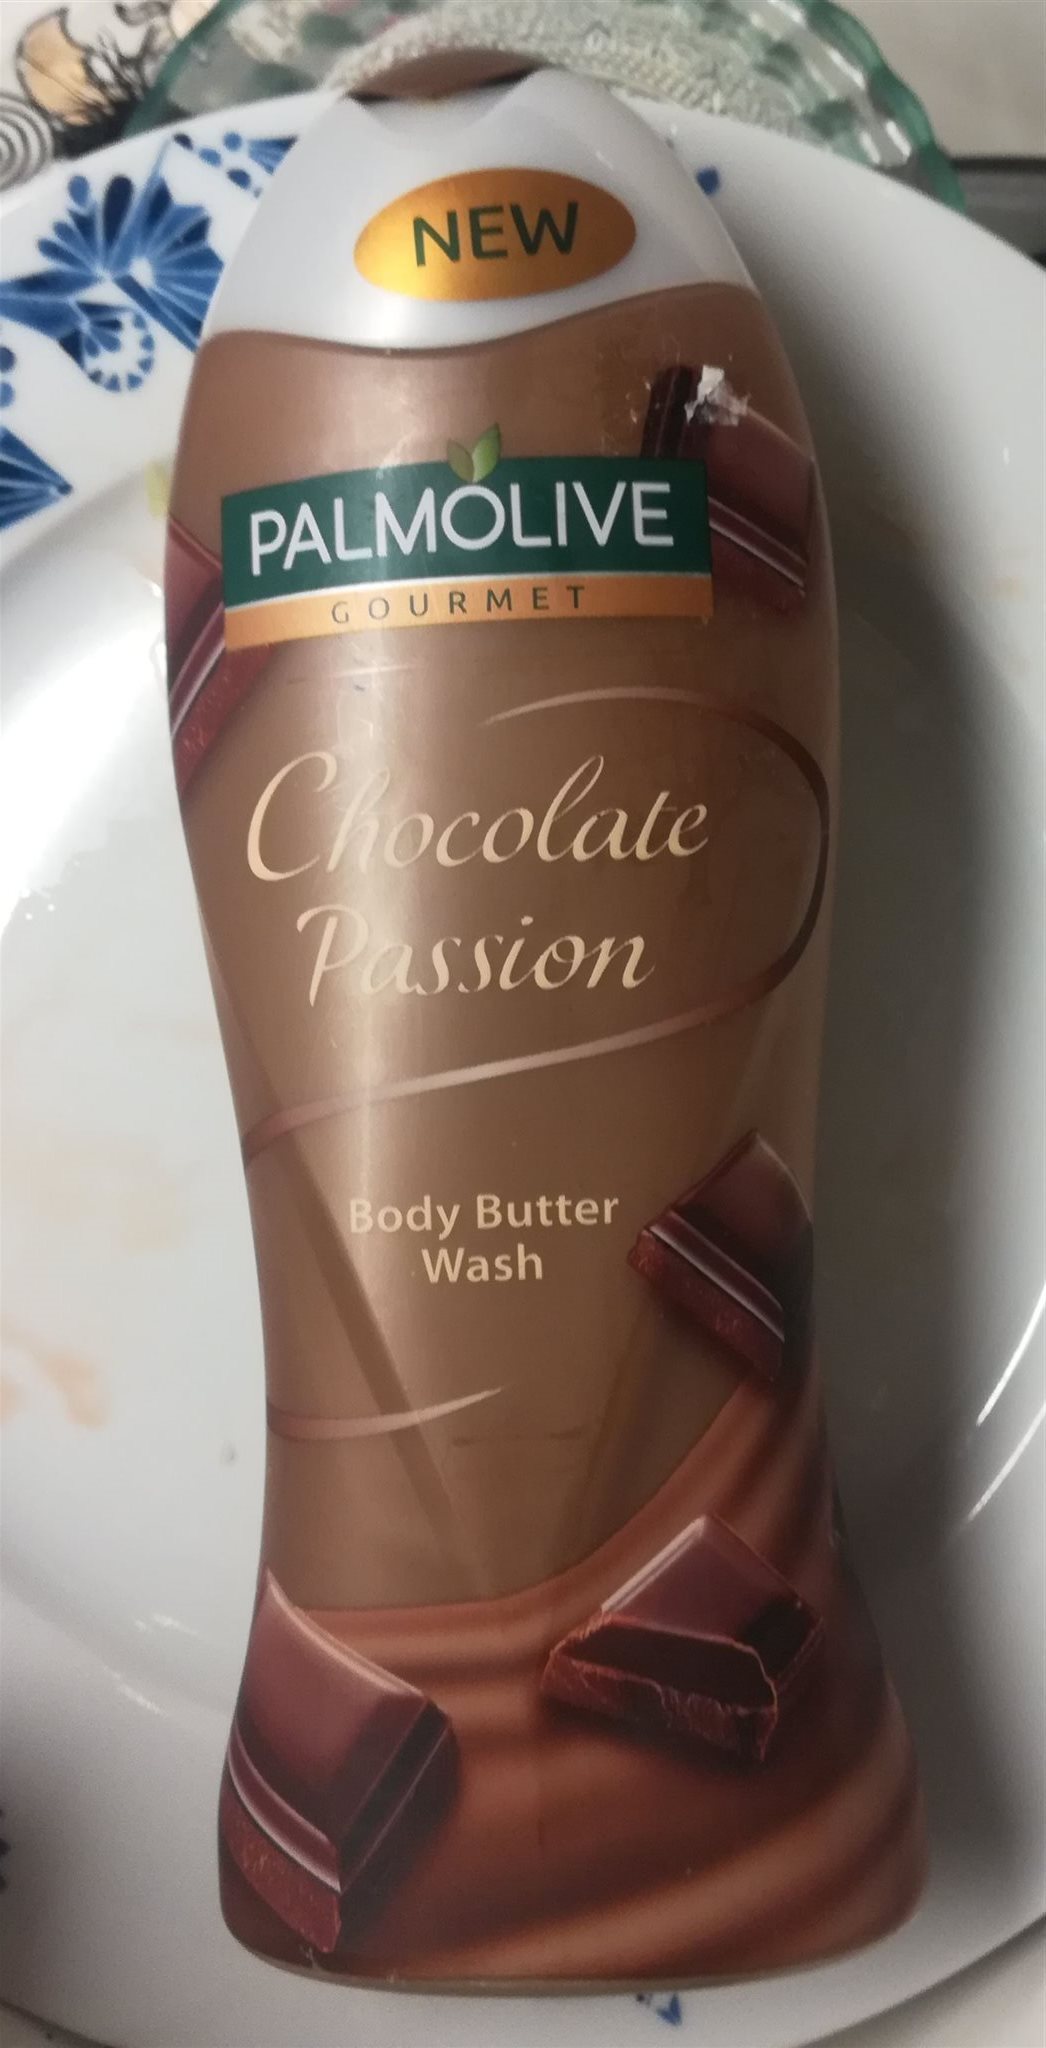 NEW
PALMOLIVE
GOURMET
Chocolate
Passion
Body Butter
Wash